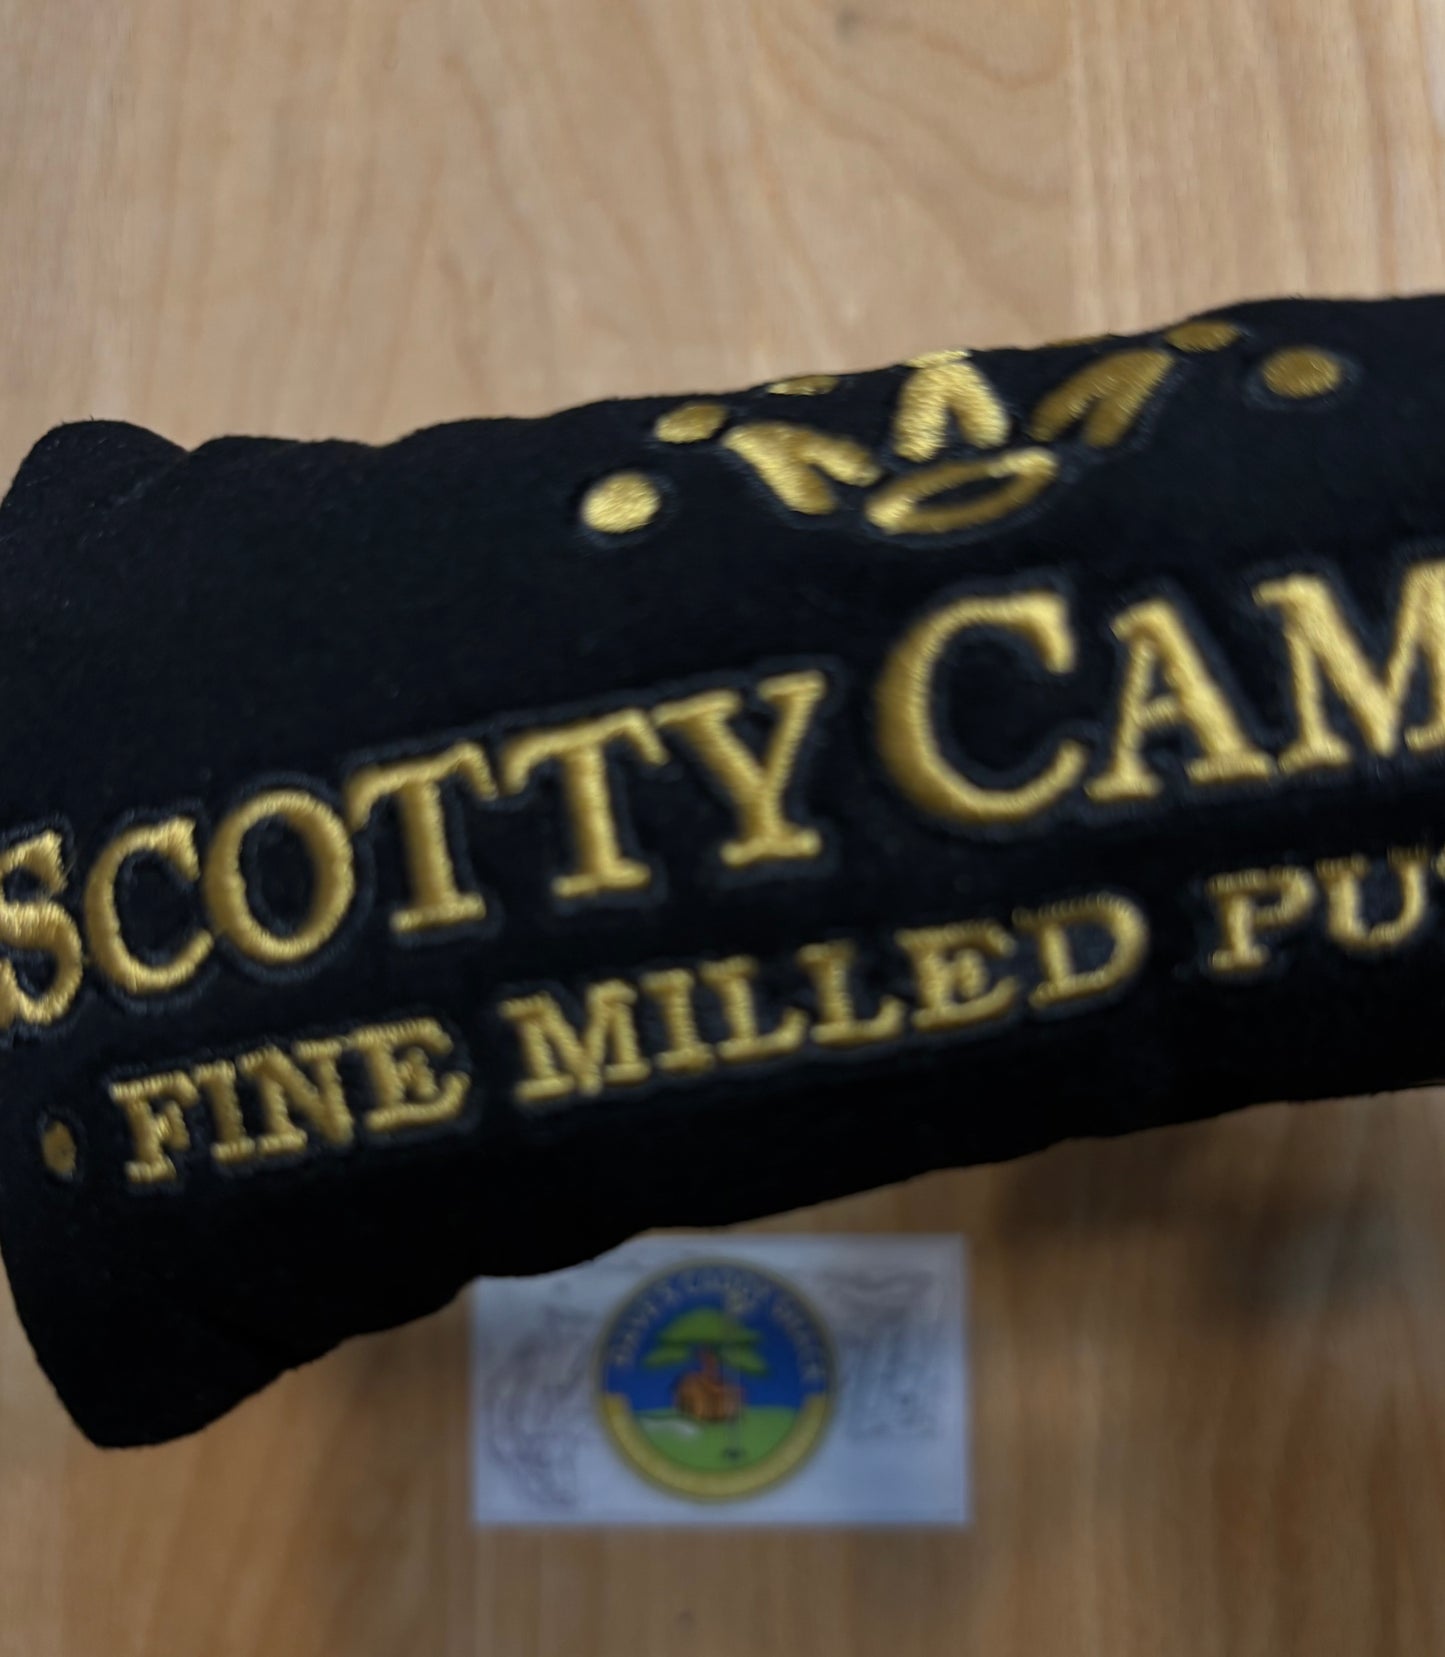 SCOTTY CAM
• FINE MILLED PU